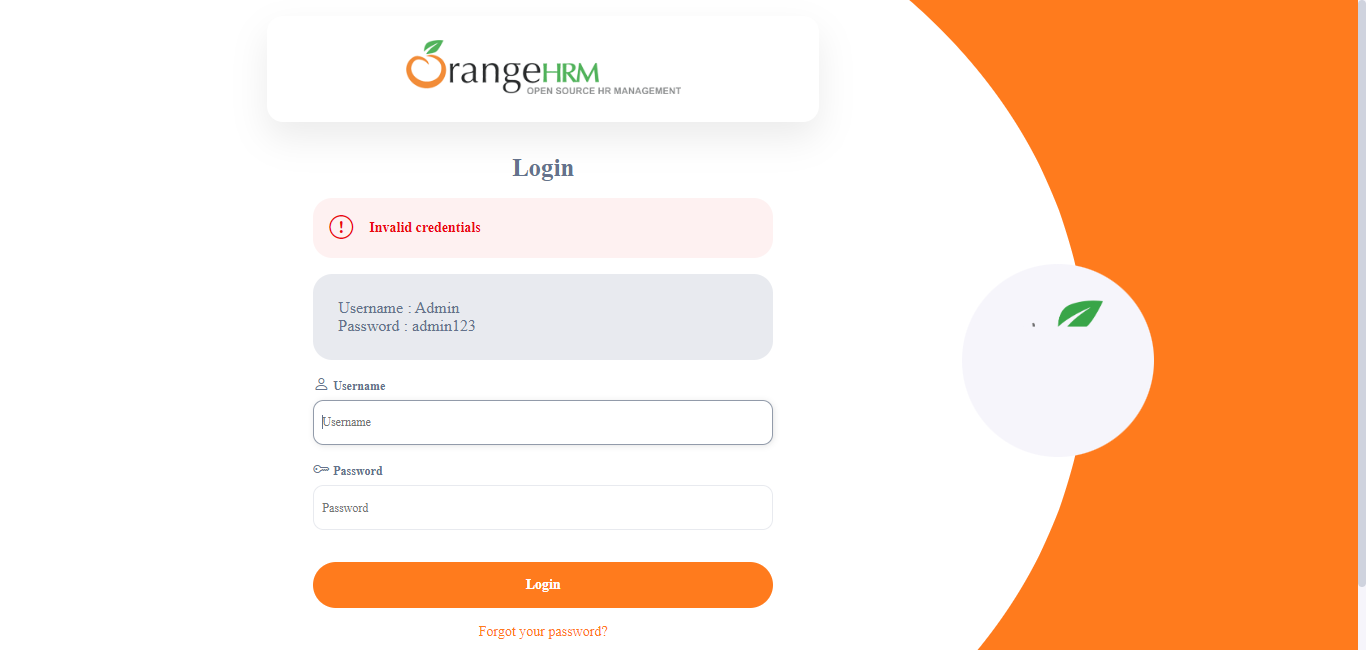 OrangeHRM
OPEN SOURCE HR MANAGEMENT
Login
Invalid credentials
Username : Admin
Password : admin123
Username
Username
Password
Password
Login
Forgot your password?